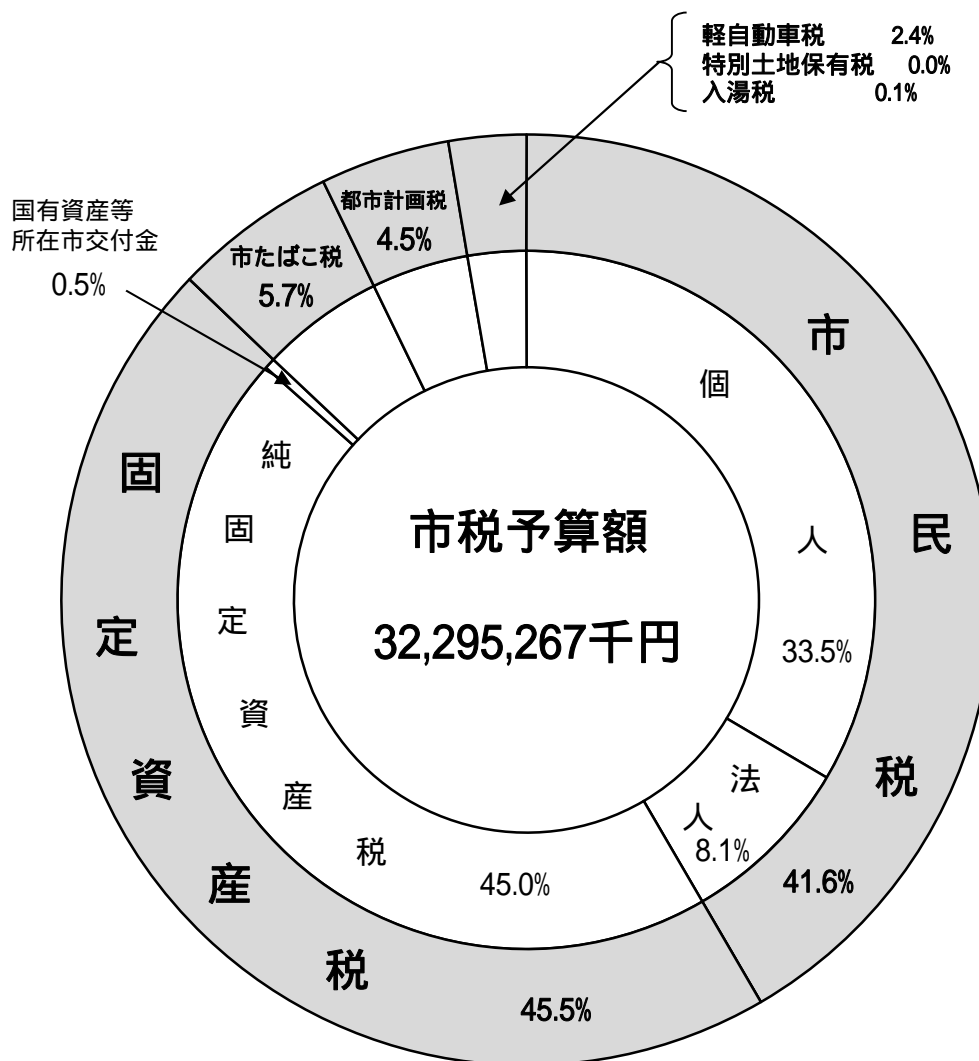 軽自動車税 2.4%
特別土地保有税 0.0%
入湯税 0.1%
国有資産等
所在市交付金
0.5%
市たばこ税
5.7%
都市計画税
4.5%
市民税
41.6%
個人
33.5%
法人
8.1%
固定資産税
45.5%
純固定資産税
45.0%
市税予算額
32,295,267千円